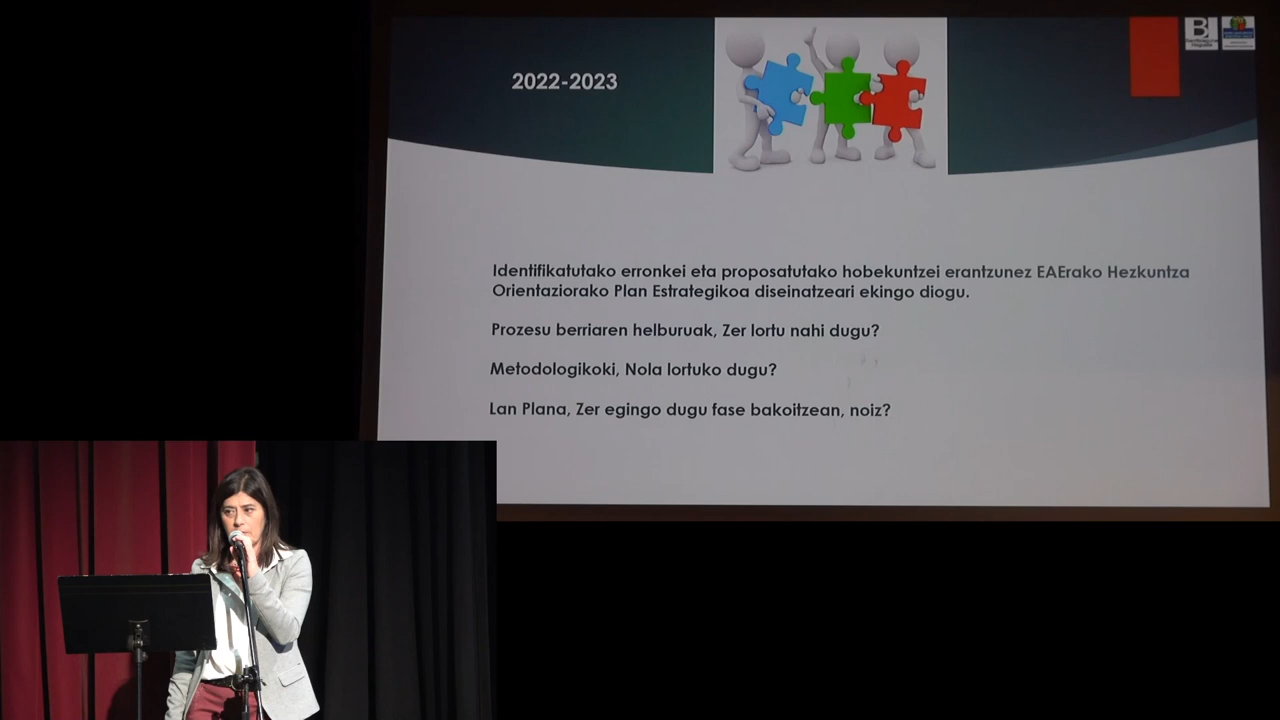 2022-2023
Identifikatutako erronkei eta proposatutako hobekuntzei erantzunez EAErako Hezkuntza
Orientaziorako Plan Estrategikoa diseinatzeari ekingo diogu.
Prozesu berriaren helburuak, Zer lortu nahi dugu?
Metodologikoki, Nola lortuko dugu?
Lan Plana, Zer egingo dugu fase bakoitzean, noiz?